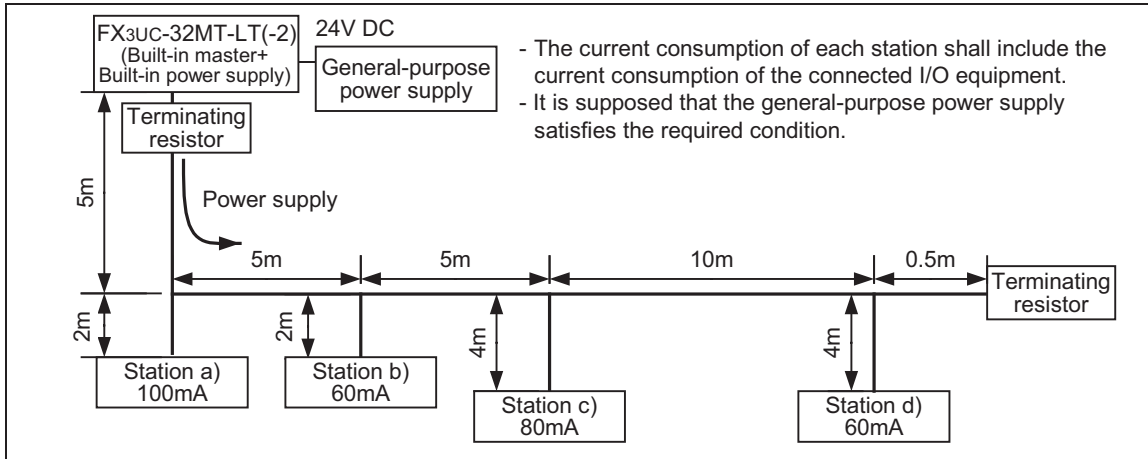 FX3UC-32MT-LT(-2)
(Built-in master+
Built-in power supply)
24V DC
General-purpose
power supply
- The current consumption of each station shall include the
current consumption of the connected I/O equipment.
- It is supposed that the general-purpose power supply
satisfies the required condition.
Terminating
resistor
5m
Power supply
5m
5m
10m
0.5m
Terminating
resistor
2m
2m
4m
4m
Station a)
100mA
Station b)
60mA
Station c)
80mA
Station d)
60mA